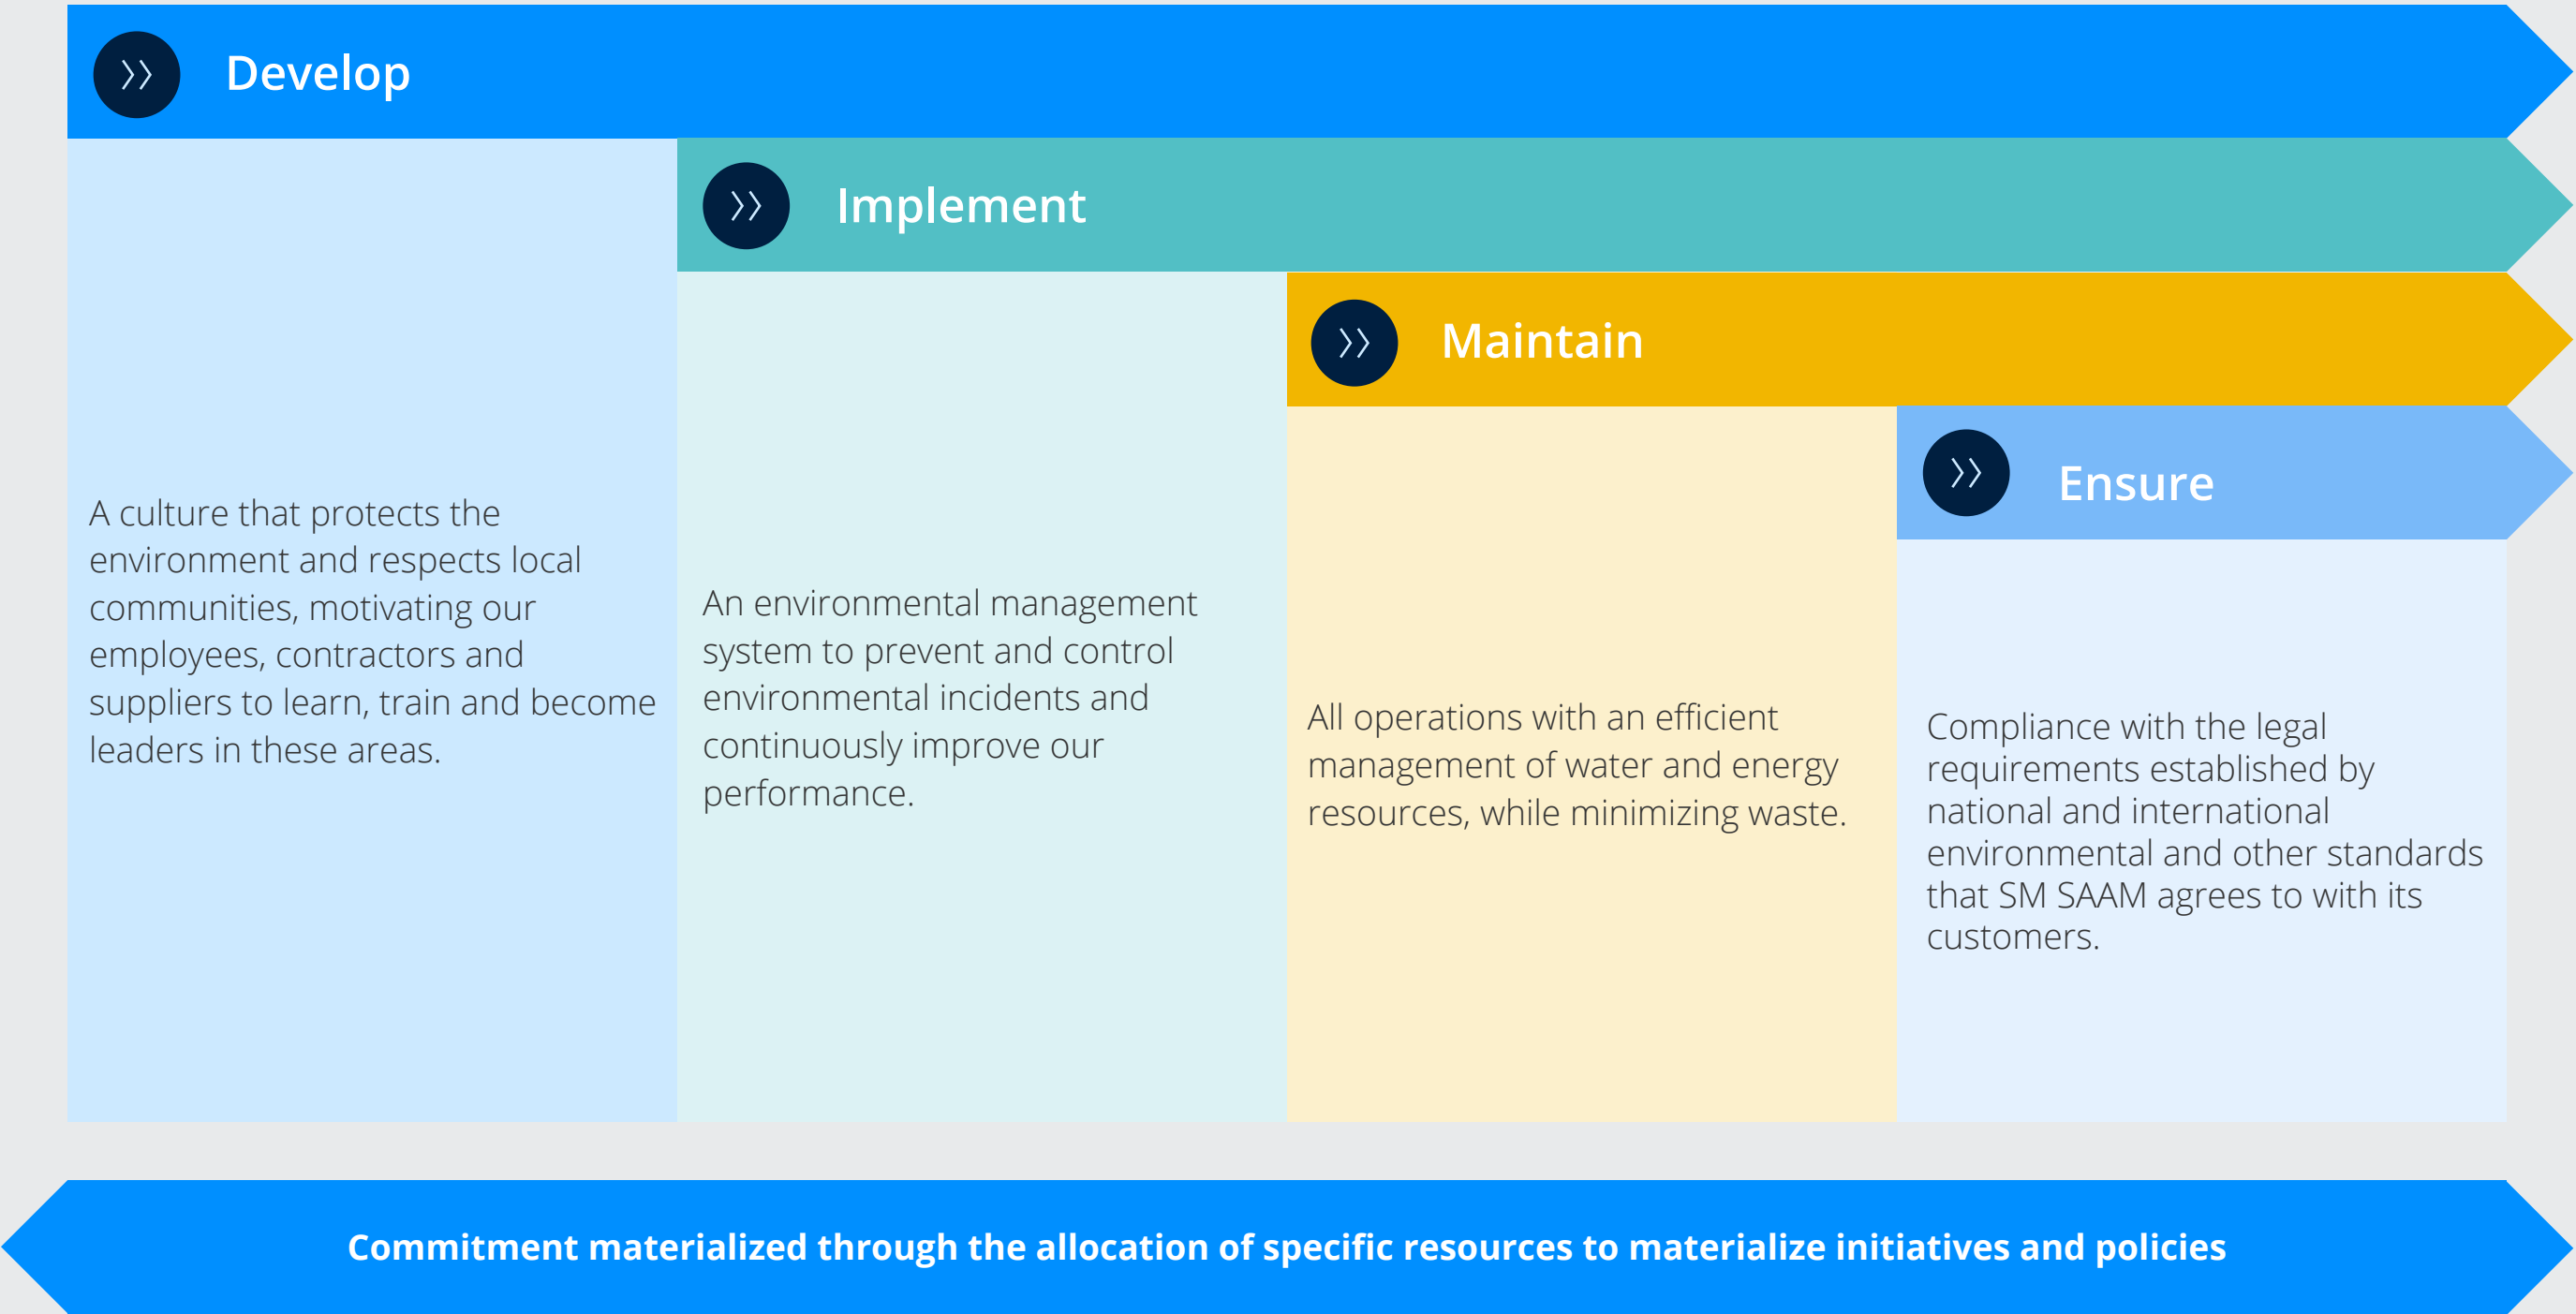 Develop
Implement
Maintain
Ensure
A culture that protects the
environment and respects local
communities, motivating our
employees, contractors and
suppliers to learn, train and become
leaders in these areas.
An environmental management
system to prevent and control
environmental incidents and
continuously improve our
performance.
All operations with an efficient
management of water and energy
resources, while minimizing waste.
Compliance with the legal
requirements established by
national and international
environmental and other standards
that SM SAAM agrees to with its
customers.
Commitment materialized through the allocation of specific resources to materialize initiatives and policies